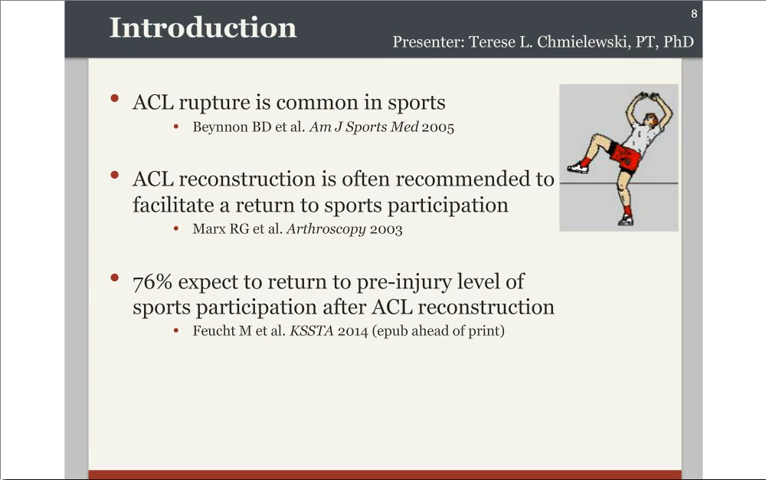 8
Introduction
Presenter: Terese L. Chmielewski, PT, PhD
• ACL rupture is common in sports
• Beynnon BD et al. Am J Sports Med 2005
• ACL reconstruction is often recommended to
facilitate a return to sports participation
• Marx RG et al. Arthroscopy 2003
• 76% expect to return to pre-injury level of
sports participation after ACL reconstruction
• Feucht M et al. KSSTA 2014 (epub ahead of print)